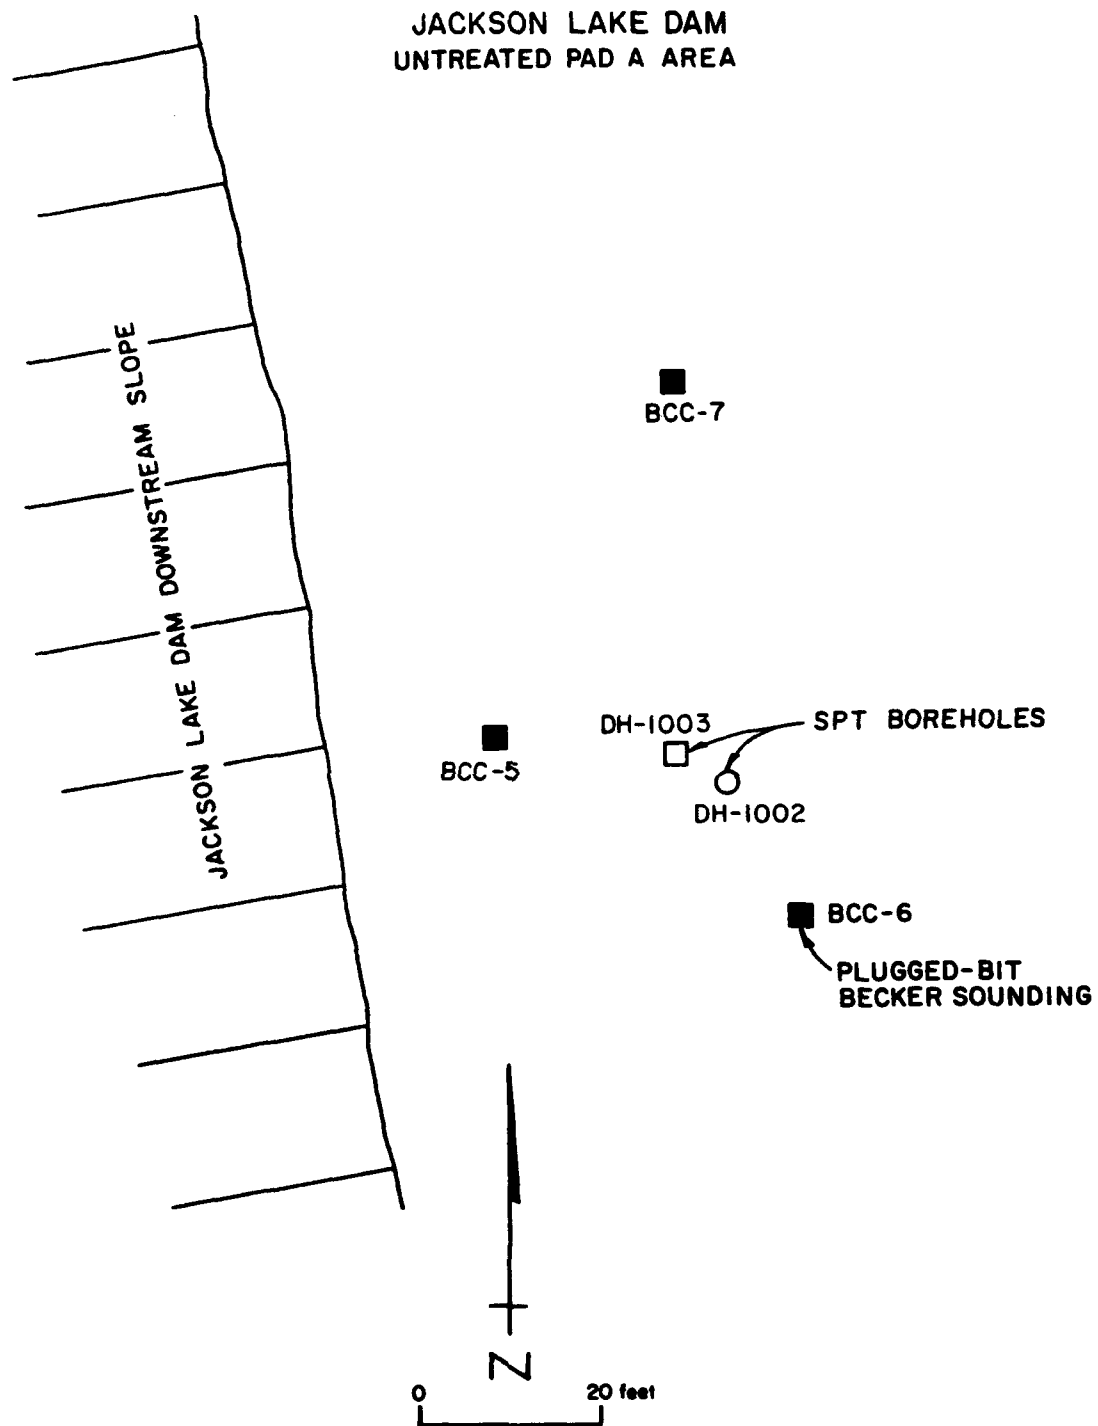 JACKSON LAKE DAM
UNTREATED PAD A AREA
JACKSON LAKE DAM DOWNSTREAM SLOPE
BCC-7
DH-1003
SPT BOREHOLES
BCC-5
DH-1002
BCC-6
PLUGGED-BIT
BECKER SOUNDING
N
0
20 feet